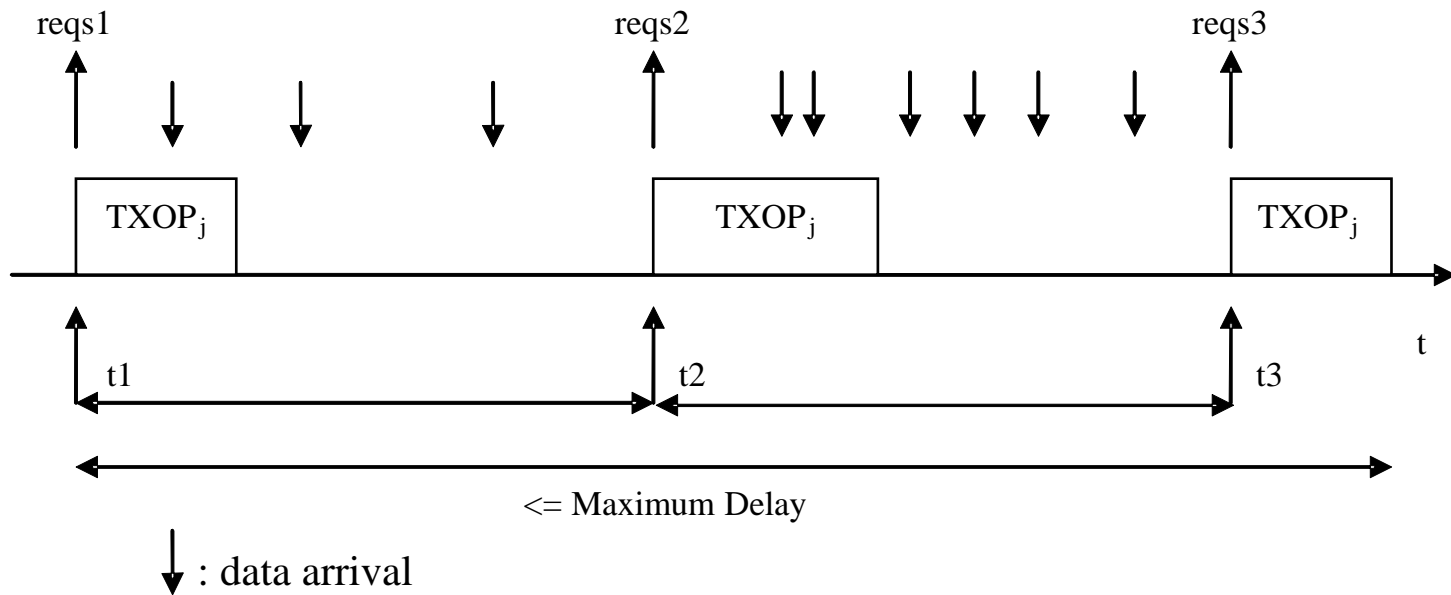 reqs1 reqs2 reqs3
TXOPj TXOPj TXOPj
t
t1 t2 t3
<= Maximum Delay
: data arrival